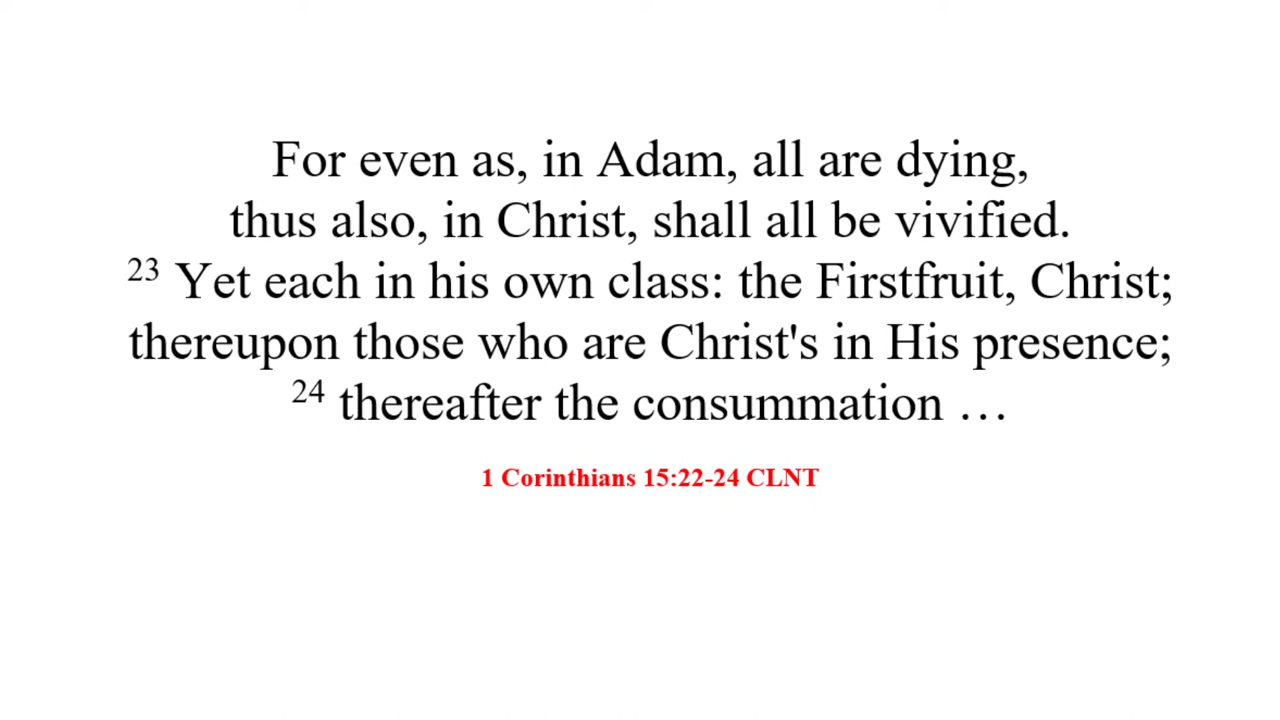 For even as, in Adam, all are dying,
thus also, in Christ, shall all be vivified.
23 Yet each in his own class: the Firstfruit, Christ;
thereupon those who are Christ's in His presence;
24 thereafter the consummation …
1 Corinthians 15:22-24 CLNT